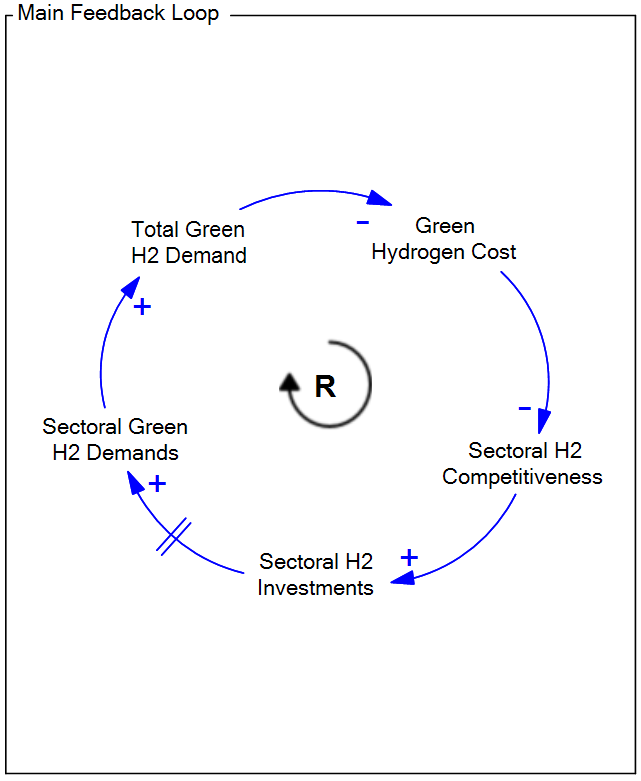 Main Feedback Loop
Total Green
H2 Demand
–
Green
Hydrogen Cost
+
R
–
Sectoral Green
H2 Demands
Sectoral H2
Competitiveness
+
+
Sectoral H2
Investments